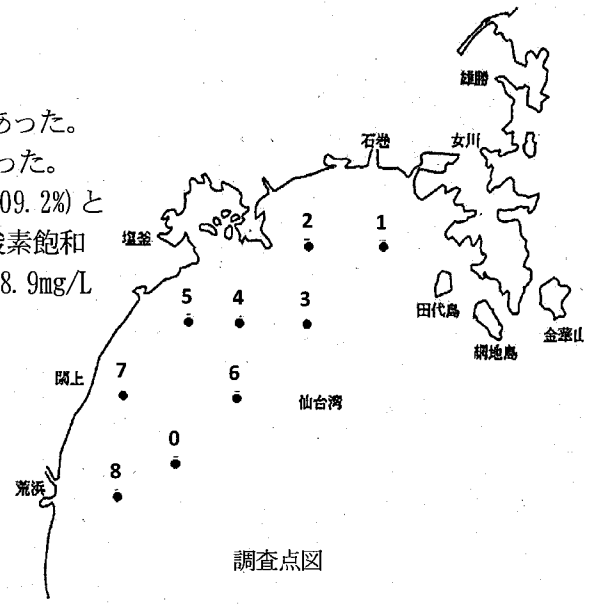 雄勝
あった。
石巻 女川
った。
09.2%)と
塩釜
2 1
酸素飽和
8.9mg/L
5 4 3
田代島
金華山
網地島
閖上
7 6
仙台湾
0
8
荒浜
調査点図